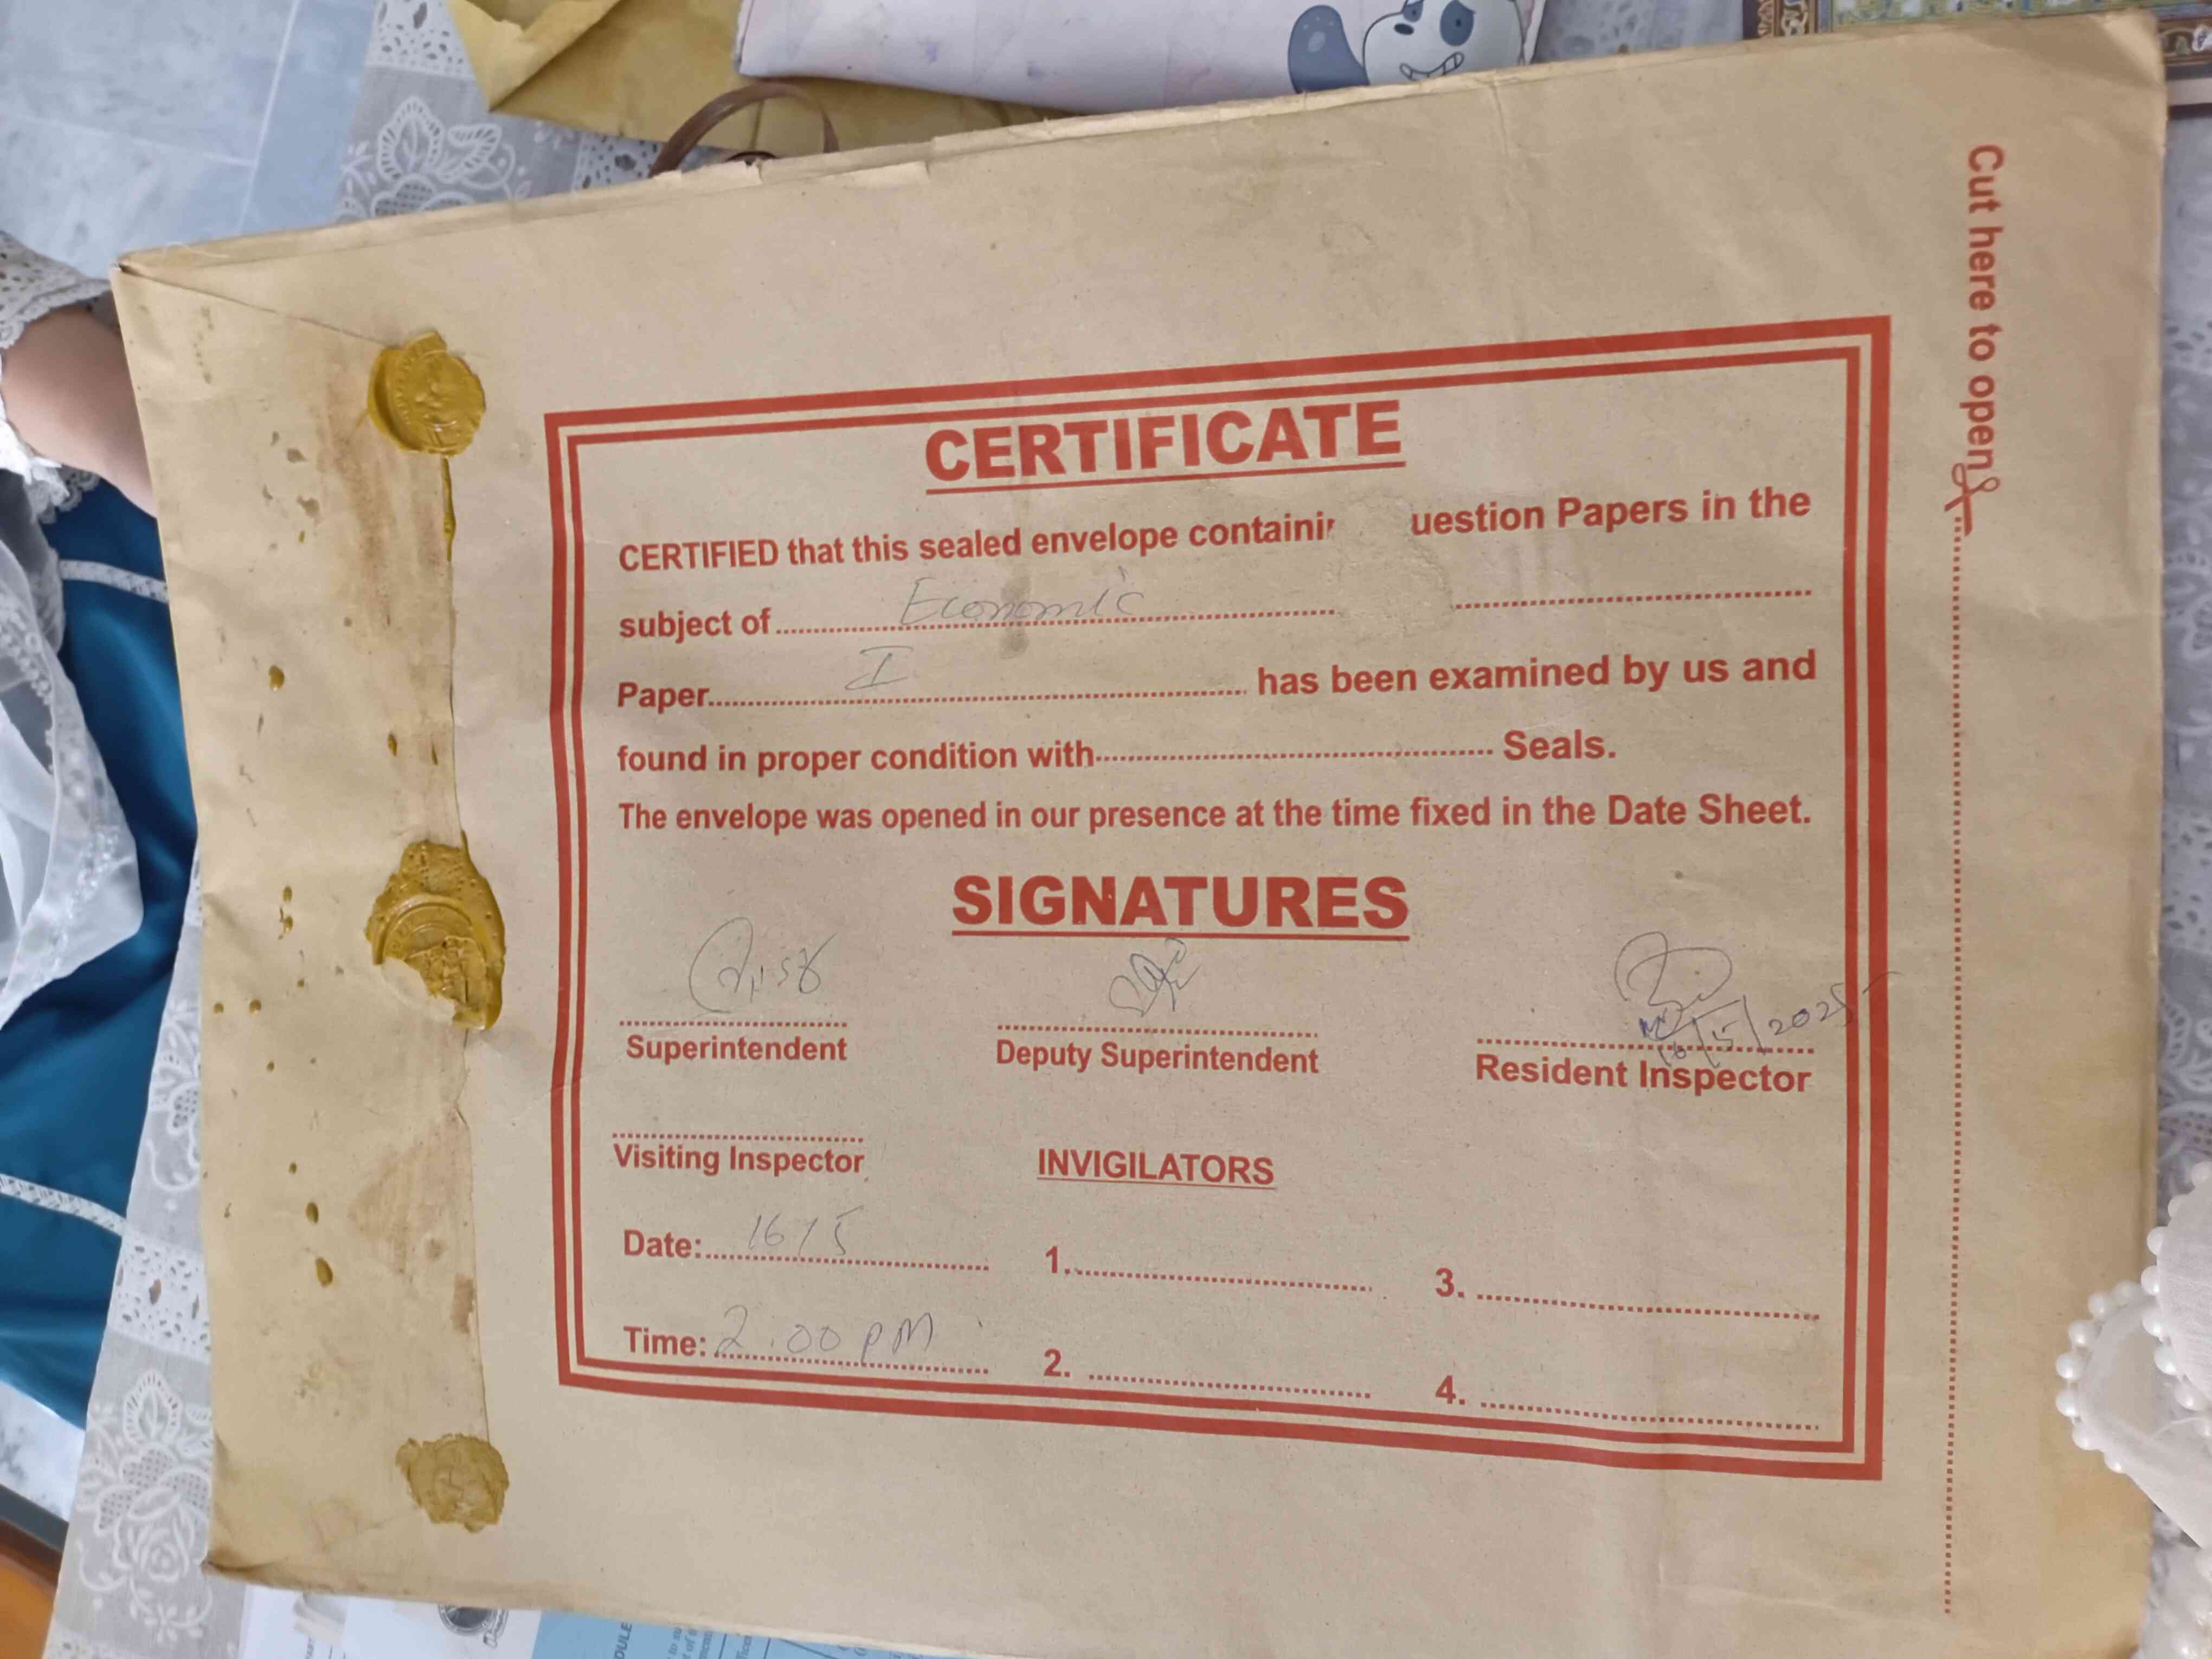 CERTIFICATE
CERTIFIED that this sealed envelope containi uestion Papers in the
subject of Economic
Paper I has been examined by us and
found in proper condition with Seals.
The envelope was opened in our presence at the time fixed in the Date Sheet.
SIGNATURES
16/5/2025
Superintendent Deputy Superintendent Resident Inspector
Visiting Inspector INVIGILATORS
Date: 16/5 1. 3.
Time: 2.00 PM 2. 4.
Cut here to open
DULE